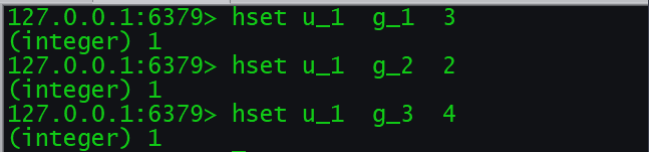 127.0.0.1:6379> hset u_1  g_1  3
(integer) 1
127.0.0.1:6379> hset u_1  g_2  2
(integer) 1
127.0.0.1:6379> hset u_1  g_3  4
(integer) 1